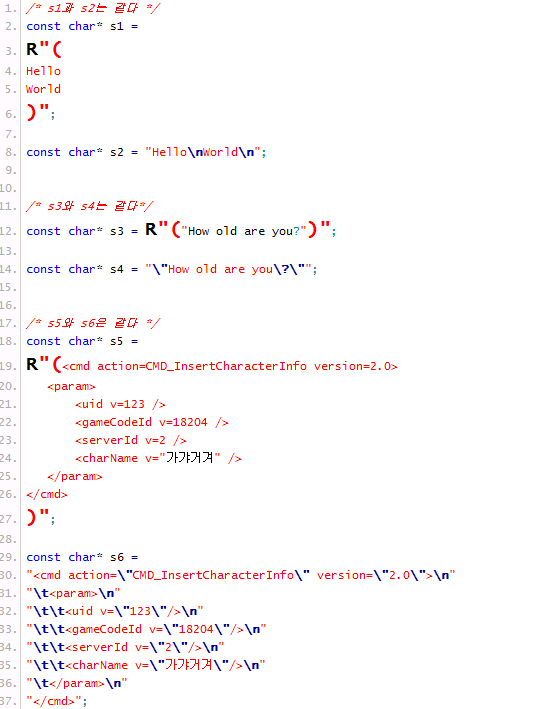 1. /* s1과 s2는 같다 */
2. const char* s1 =
3. R"(
4. Hello
5. World
6. )";
7.
8. const char* s2 = "Hello\nWorld\n";
9.
10.
11. /* s3와 s4는 같다*/
12. const char* s3 = R"("How old are you?")";
13.
14. const char* s4 = "\"How old are you\?\"";
15.
16.
17. /* s5와 s6은 같다 */
18. const char* s5 =
19. R"(<cmd action=CMD_InsertCharacterInfo version=2.0>
20. <param>
21. <uid v=123 />
22. <gameCodeId v=18204 />
23. <serverId v=2 />
24. <charName v="가갸거겨" />
25. </param>
26. </cmd>
27. )";
28.
29. const char* s6 =
30. "<cmd action=\"CMD_InsertCharacterInfo\" version=\"2.0\">\n"
31. "\t<param>\n"
32. "\t\t<uid v=\"123\"/>\n"
33. "\t\t<gameCodeId v=\"18204\"/>\n"
34. "\t\t<serverId v=\"2\"/>\n"
35. "\t\t<charName v=\"가갸거겨\"/>\n"
36. "\t</param>\n"
37. "</cmd>";